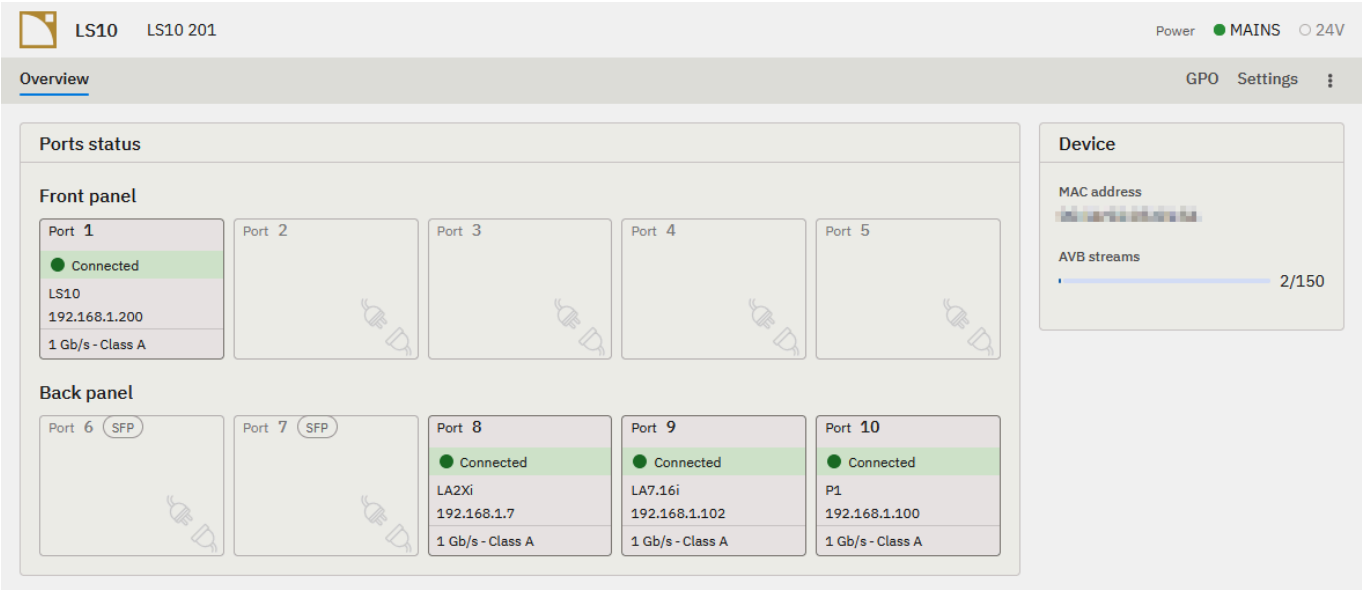 LS10 LS10 201 Power MAINS 24V
Overview GPO Settings
Ports status
Front panel
Port 1
Connected
LS10
192.168.1.200
1 Gb/s - Class A
Port 2
Port 3
Port 4
Port 5
Back panel
Port 6 SFP
Port 7 SFP
Port 8
Connected
LA2Xi
192.168.1.7
1 Gb/s - Class A
Port 9
Connected
LA7.16i
192.168.1.102
1 Gb/s - Class A
Port 10
Connected
P1
192.168.1.100
1 Gb/s - Class A
Device
MAC address
AVB streams
2/150